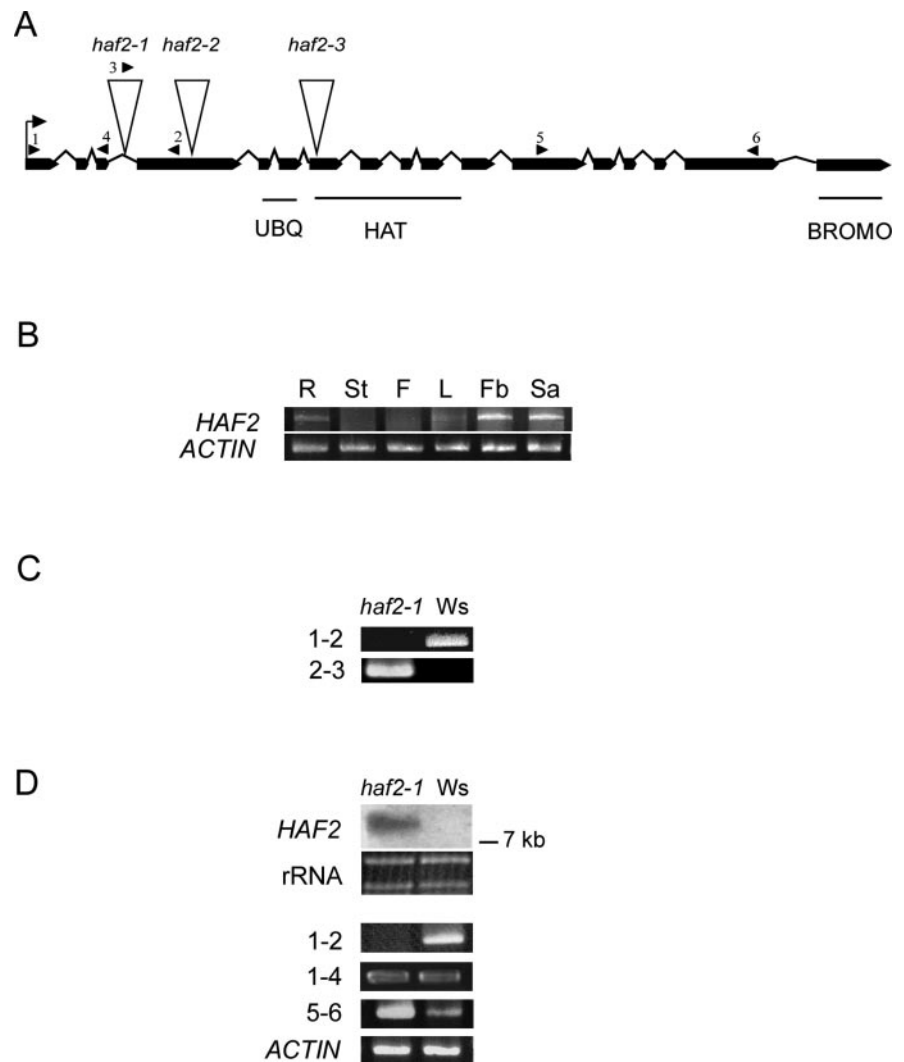 A
haf2-1 haf2-2 haf2-3
3
1 4 2 5 6
UBQ HAT BROMO
B
R St F L Fb Sa
HAF2
ACTIN
C
haf2-1 Ws
1-2
2-3
D
haf2-1 Ws
HAF2
7 kb
rRNA
1-2
1-4
5-6
ACTIN